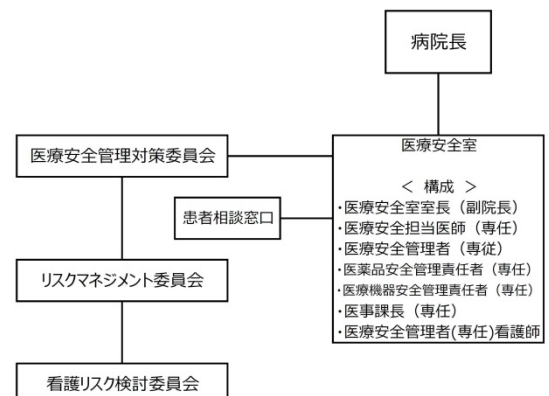 病院長
医療安全管理対策委員会
医療安全室
＜ 構成 ＞
・医療安全室室長（副院長）
・医療安全担当医師（専任）
・医療安全管理者（専従）
・医薬品安全管理責任者（専任）
・医療機器安全管理責任者（専任）
・医事課長（専任）
・医療安全管理者(専任)看護師
患者相談窓口
リスクマネジメント委員会
看護リスク検討委員会